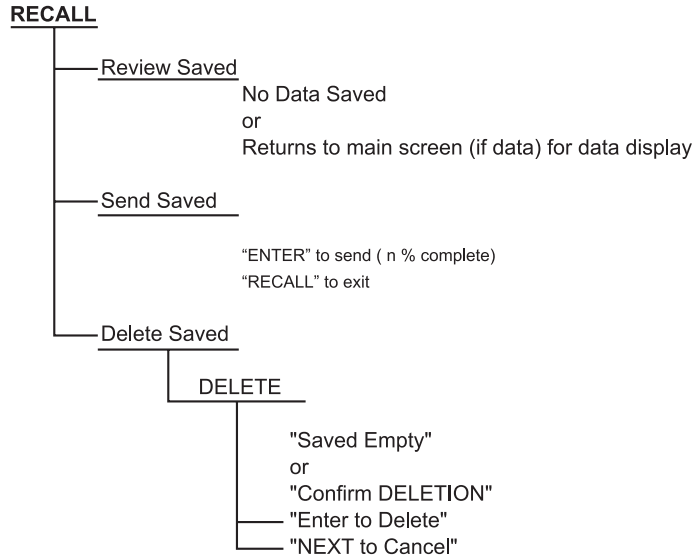 RECALL
Review Saved
No Data Saved
or
Returns to main screen (if data) for data display
Send Saved
“ENTER” to send ( n % complete)
“RECALL” to exit
Delete Saved
DELETE
"Saved Empty"
or
"Confirm DELETION"
"Enter to Delete"
"NEXT to Cancel"